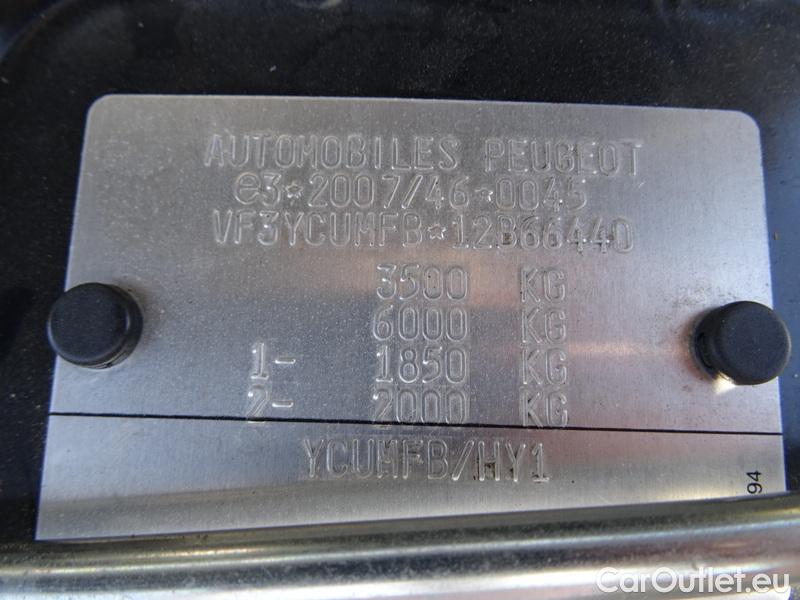 AUTOMOBILES PEUGEOT
e3*2007/46*0045
VF3YCUMFB*12B66440
3500 KG
6000 KG
1- 1850 KG
2- 2000 KG
YCUMFB/HY1
94
CarOutlet.eu